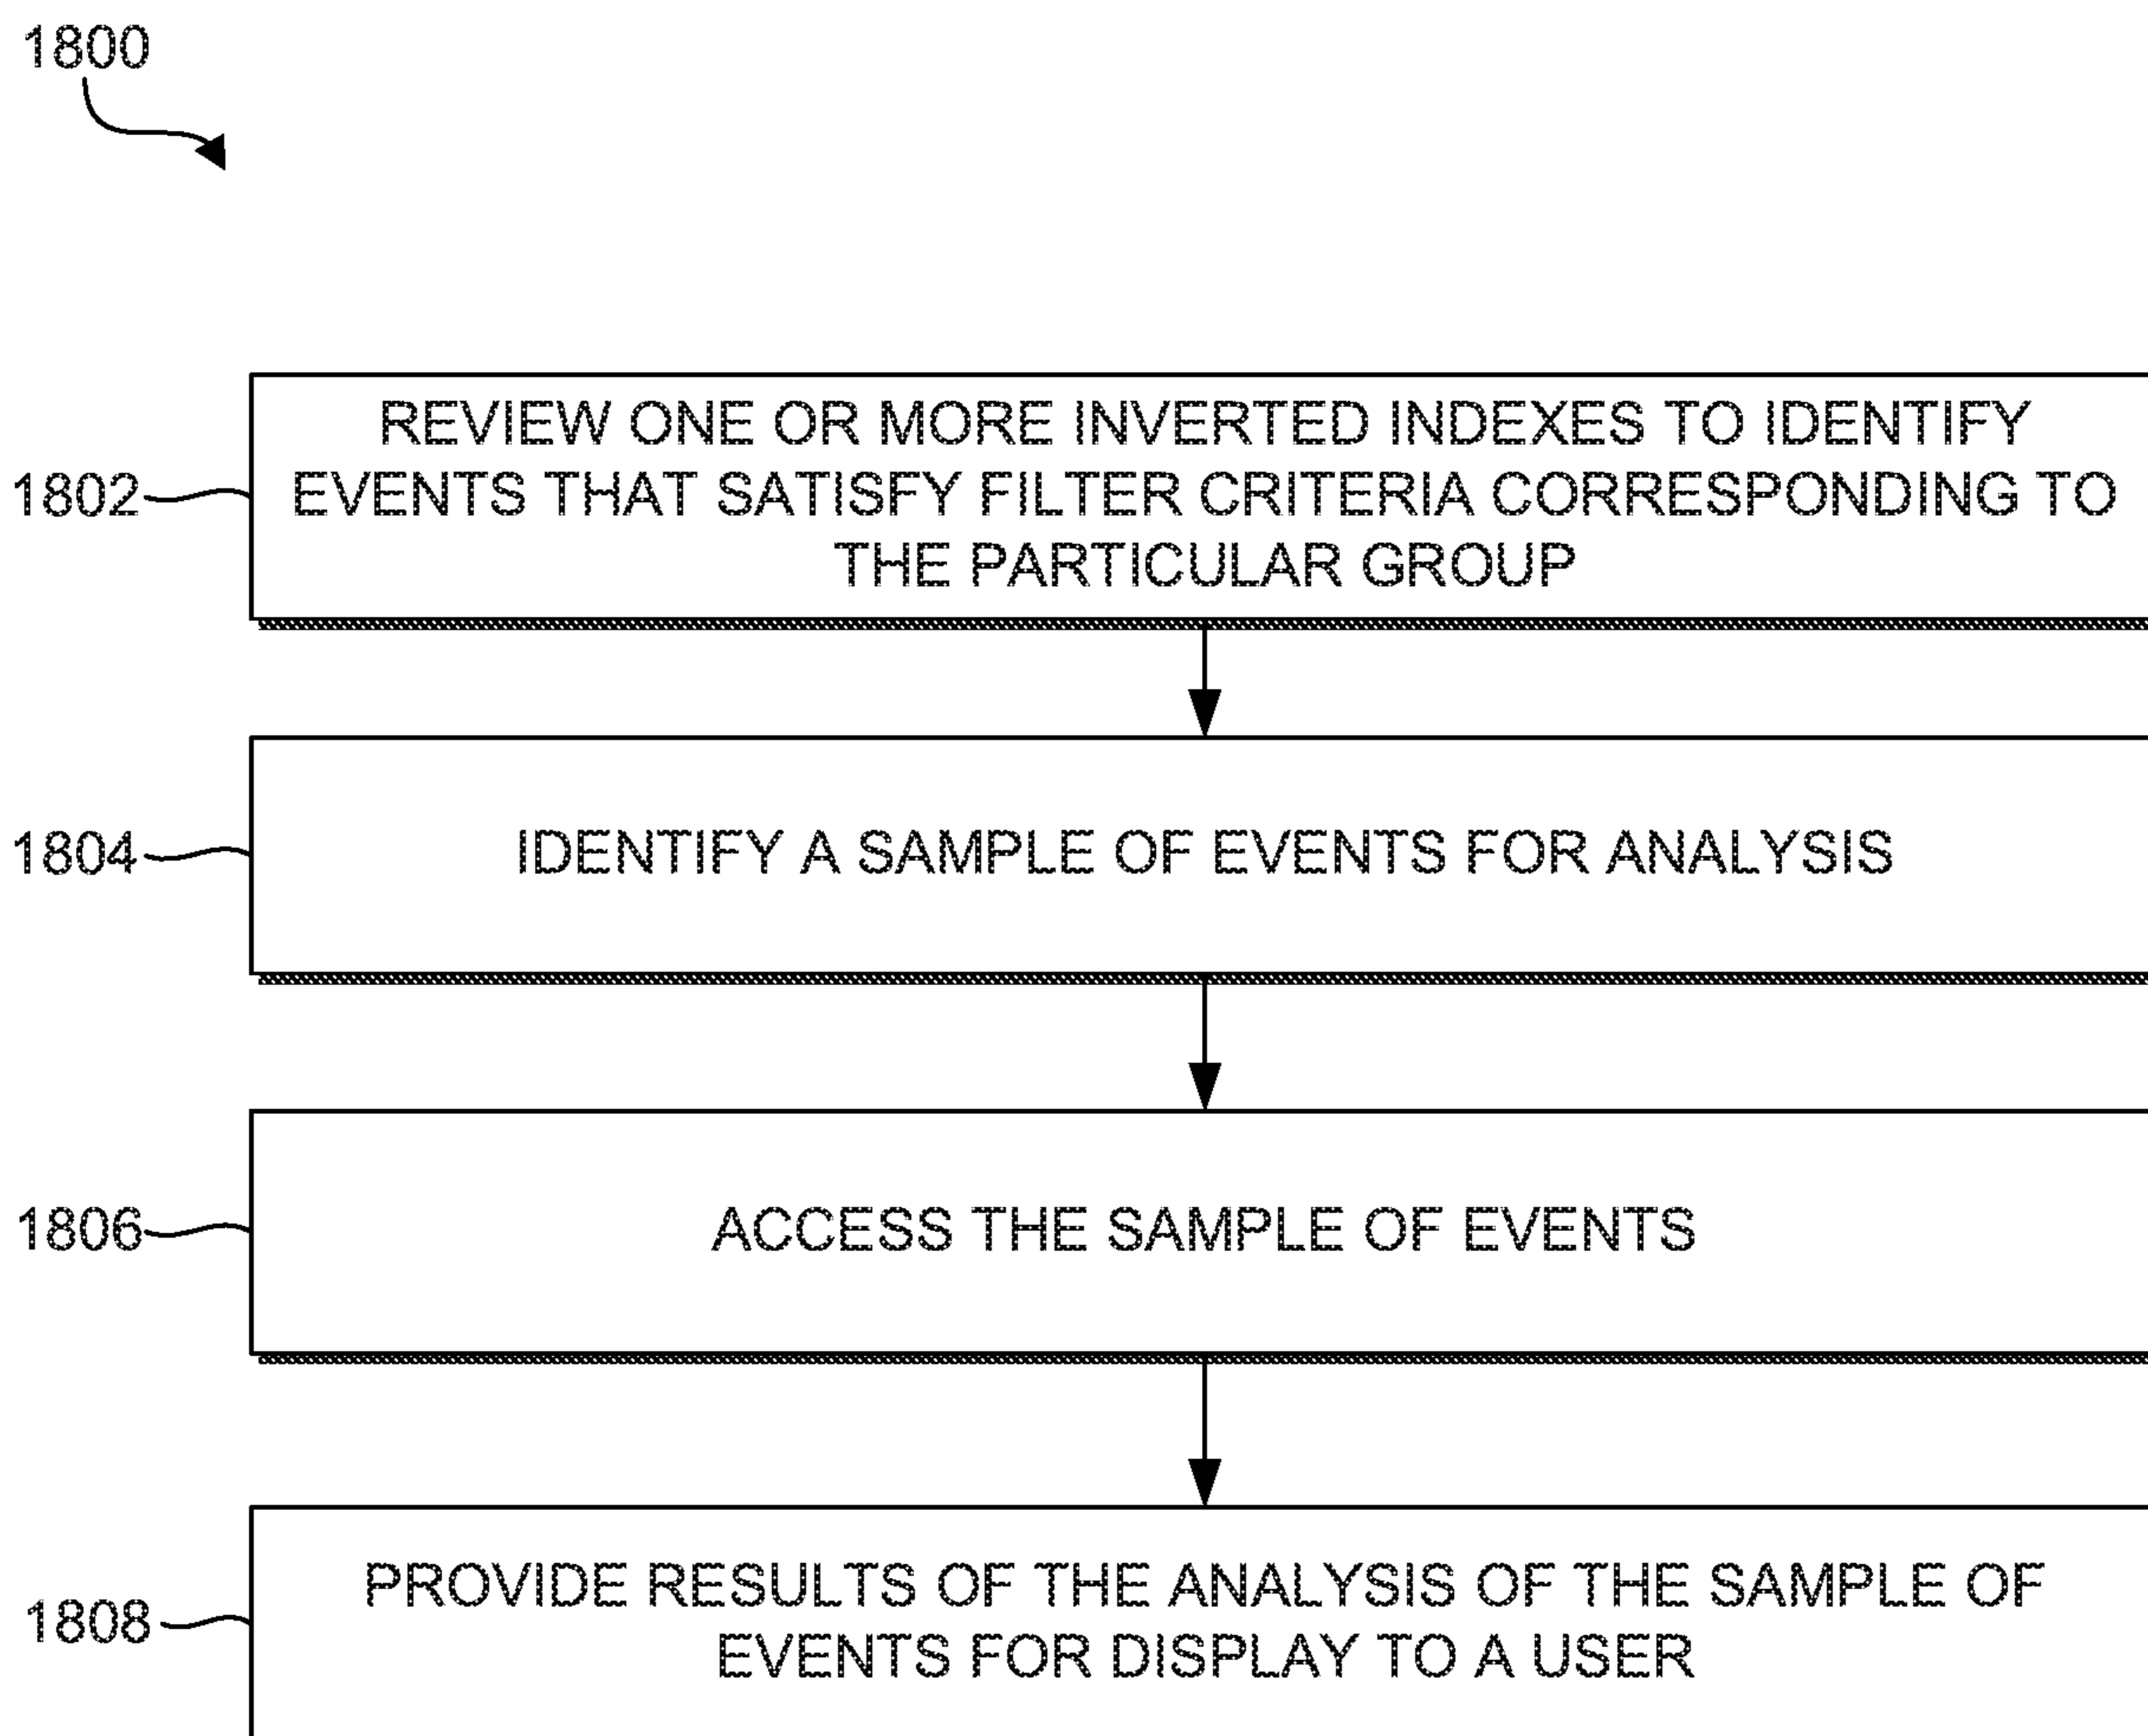 1800
REVIEW ONE OR MORE INVERTED INDEXES TO IDENTIFY
1802 EVENTS THAT SATISFY FILTER CRITERIA CORRESPONDING TO
THE PARTICULAR GROUP
1804 IDENTIFY A SAMPLE OF EVENTS FOR ANALYSIS
1806 ACCESS THE SAMPLE OF EVENTS
PROVIDE RESULTS OF THE ANALYSIS OF THE SAMPLE OF
1808
EVENTS FOR DISPLAY TO A USER